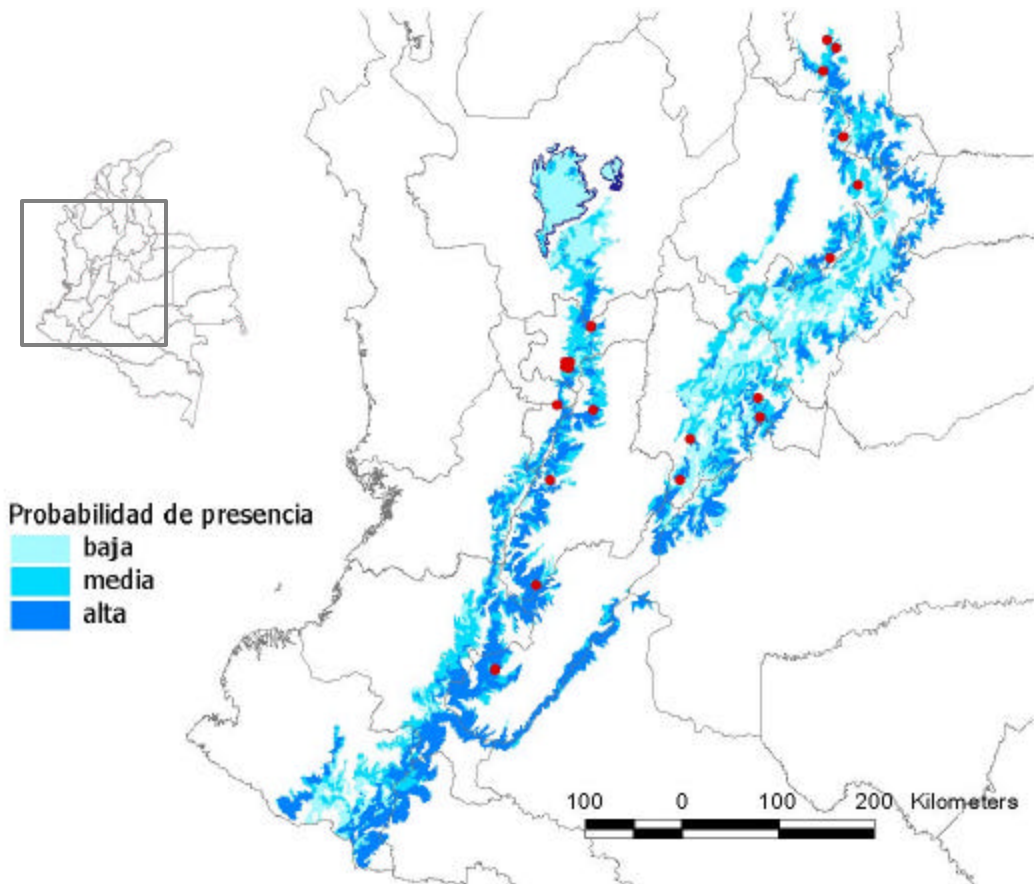 Probabilidad de presencia
baja
media
alta
100 0 100 200 Kilometers